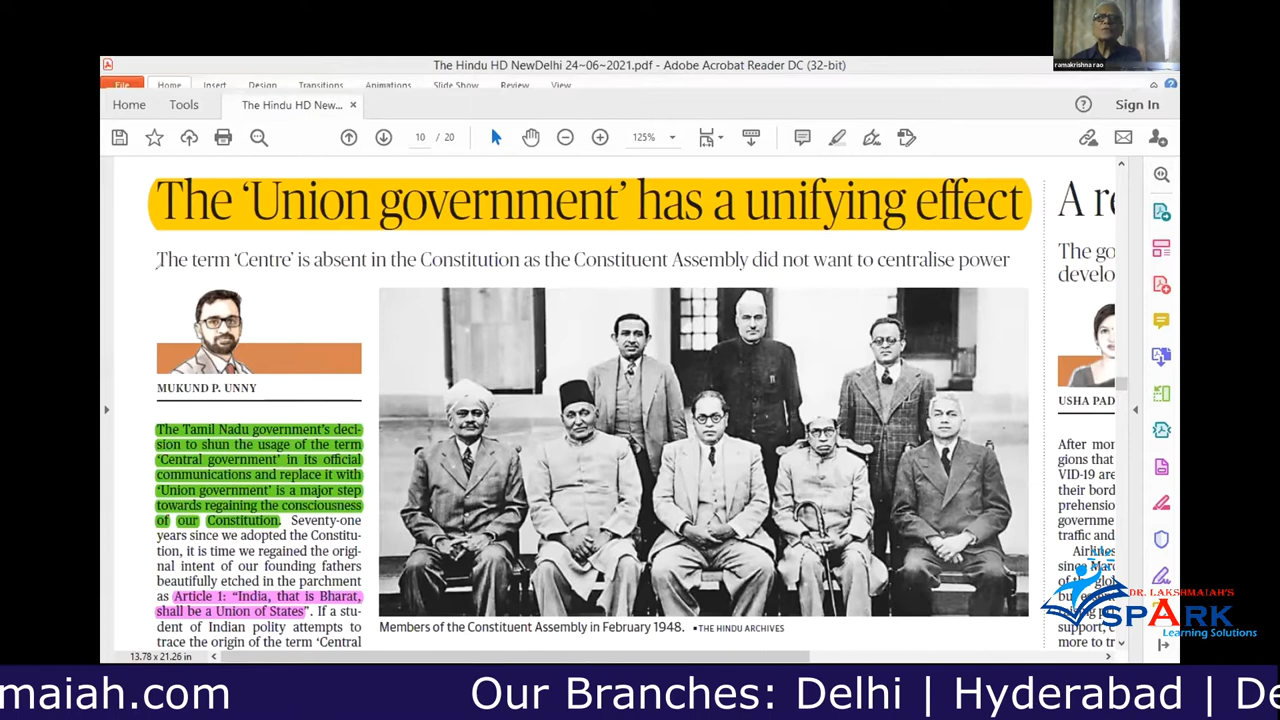 ramakrishna rao
The Hindu HD NewDelhi 24~06~2021.pdf - Adobe Acrobat Reader DC (32-bit)
File Home Insert Design Transitions Animations Slide Show Review View
Home Tools The Hindu HD New... × Sign In
10 / 20 125%
The ‘Union government’ has a unifying effect
The term ‘Centre’ is absent in the Constitution as the Constituent Assembly did not want to centralise power
MUKUND P. UNNY
The Tamil Nadu government’s deci-
sion to shun the usage of the term
‘Central government’ in its official
communications and replace it with
‘Union government’ is a major step
towards regaining the consciousness
of our Constitution. Seventy-one
years since we adopted the Constitu-
tion, it is time we regained the origi-
nal intent of our founding fathers
beautifully etched in the parchment
as Article 1: “India, that is Bharat,
shall be a Union of States”. If a stu-
dent of Indian polity attempts to
trace the origin of the term ‘Central
Members of the Constituent Assembly in February 1948. ▪THE HINDU ARCHIVES
A re
The go
develo
USHA PAD
After mor
gions that
VID-19 are
their bord
prehension
governme
traffic and
Airlines
since Marc
of the glob
support, c
more to tr
DR. LAKSHMAIAH'S
SPARK
Learning Solutions
13.78 x 21.26 in
maiah.com Our Branches: Delhi | Hyderabad | De